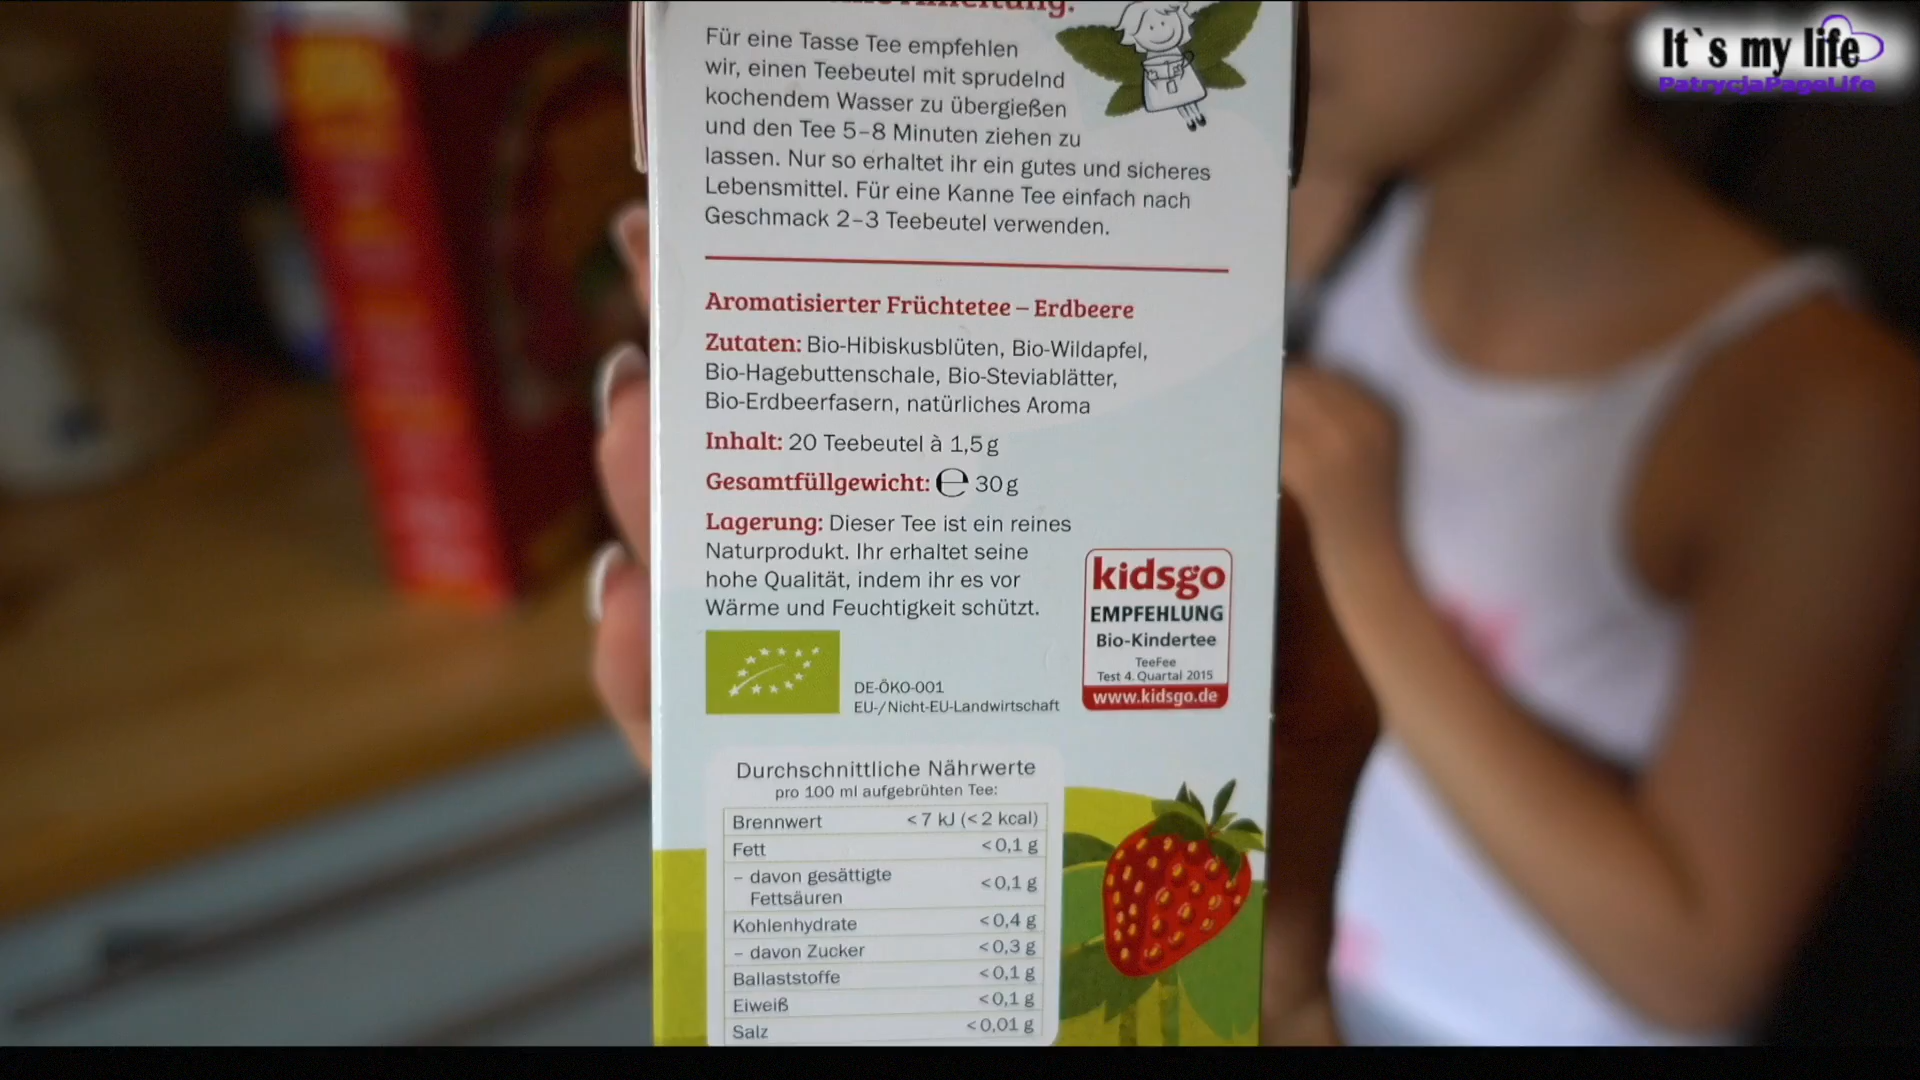 It`s my life
PatrycjaPageLife
Für eine Tasse Tee empfehlen
wir, einen Teebeutel mit sprudelnd
kochendem Wasser zu übergießen
und den Tee 5–8 Minuten ziehen zu
lassen. Nur so erhaltet ihr ein gutes und sicheres
Lebensmittel. Für eine Kanne Tee einfach nach
Geschmack 2–3 Teebeutel verwenden.
Aromatisierter Früchtetee – Erdbeere
Zutaten: Bio-Hibiskusblüten, Bio-Wildapfel,
Bio-Hagebuttenschale, Bio-Steviablätter,
Bio-Erdbeerfasern, natürliches Aroma
Inhalt: 20 Teebeutel à 1,5 g
Gesamtfüllgewicht: ℮ 30 g
Lagerung: Dieser Tee ist ein reines
Naturprodukt. Ihr erhaltet seine
hohe Qualität, indem ihr es vor
Wärme und Feuchtigkeit schützt.
kidsgo
EMPFEHLUNG
Bio-Kindertee
TeeFee
Test 4. Quartal 2015
www.kidsgo.de
DE-ÖKO-001
EU-/Nicht-EU-Landwirtschaft
Durchschnittliche Nährwerte
pro 100 ml aufgebrühten Tee:
Brennwert <7 kJ (<2 kcal)
Fett <0,1 g
– davon gesättigte
Fettsäuren <0,1 g
Kohlenhydrate <0,4 g
– davon Zucker <0,3 g
Ballaststoffe <0,1 g
Eiweiß <0,1 g
Salz <0,01 g